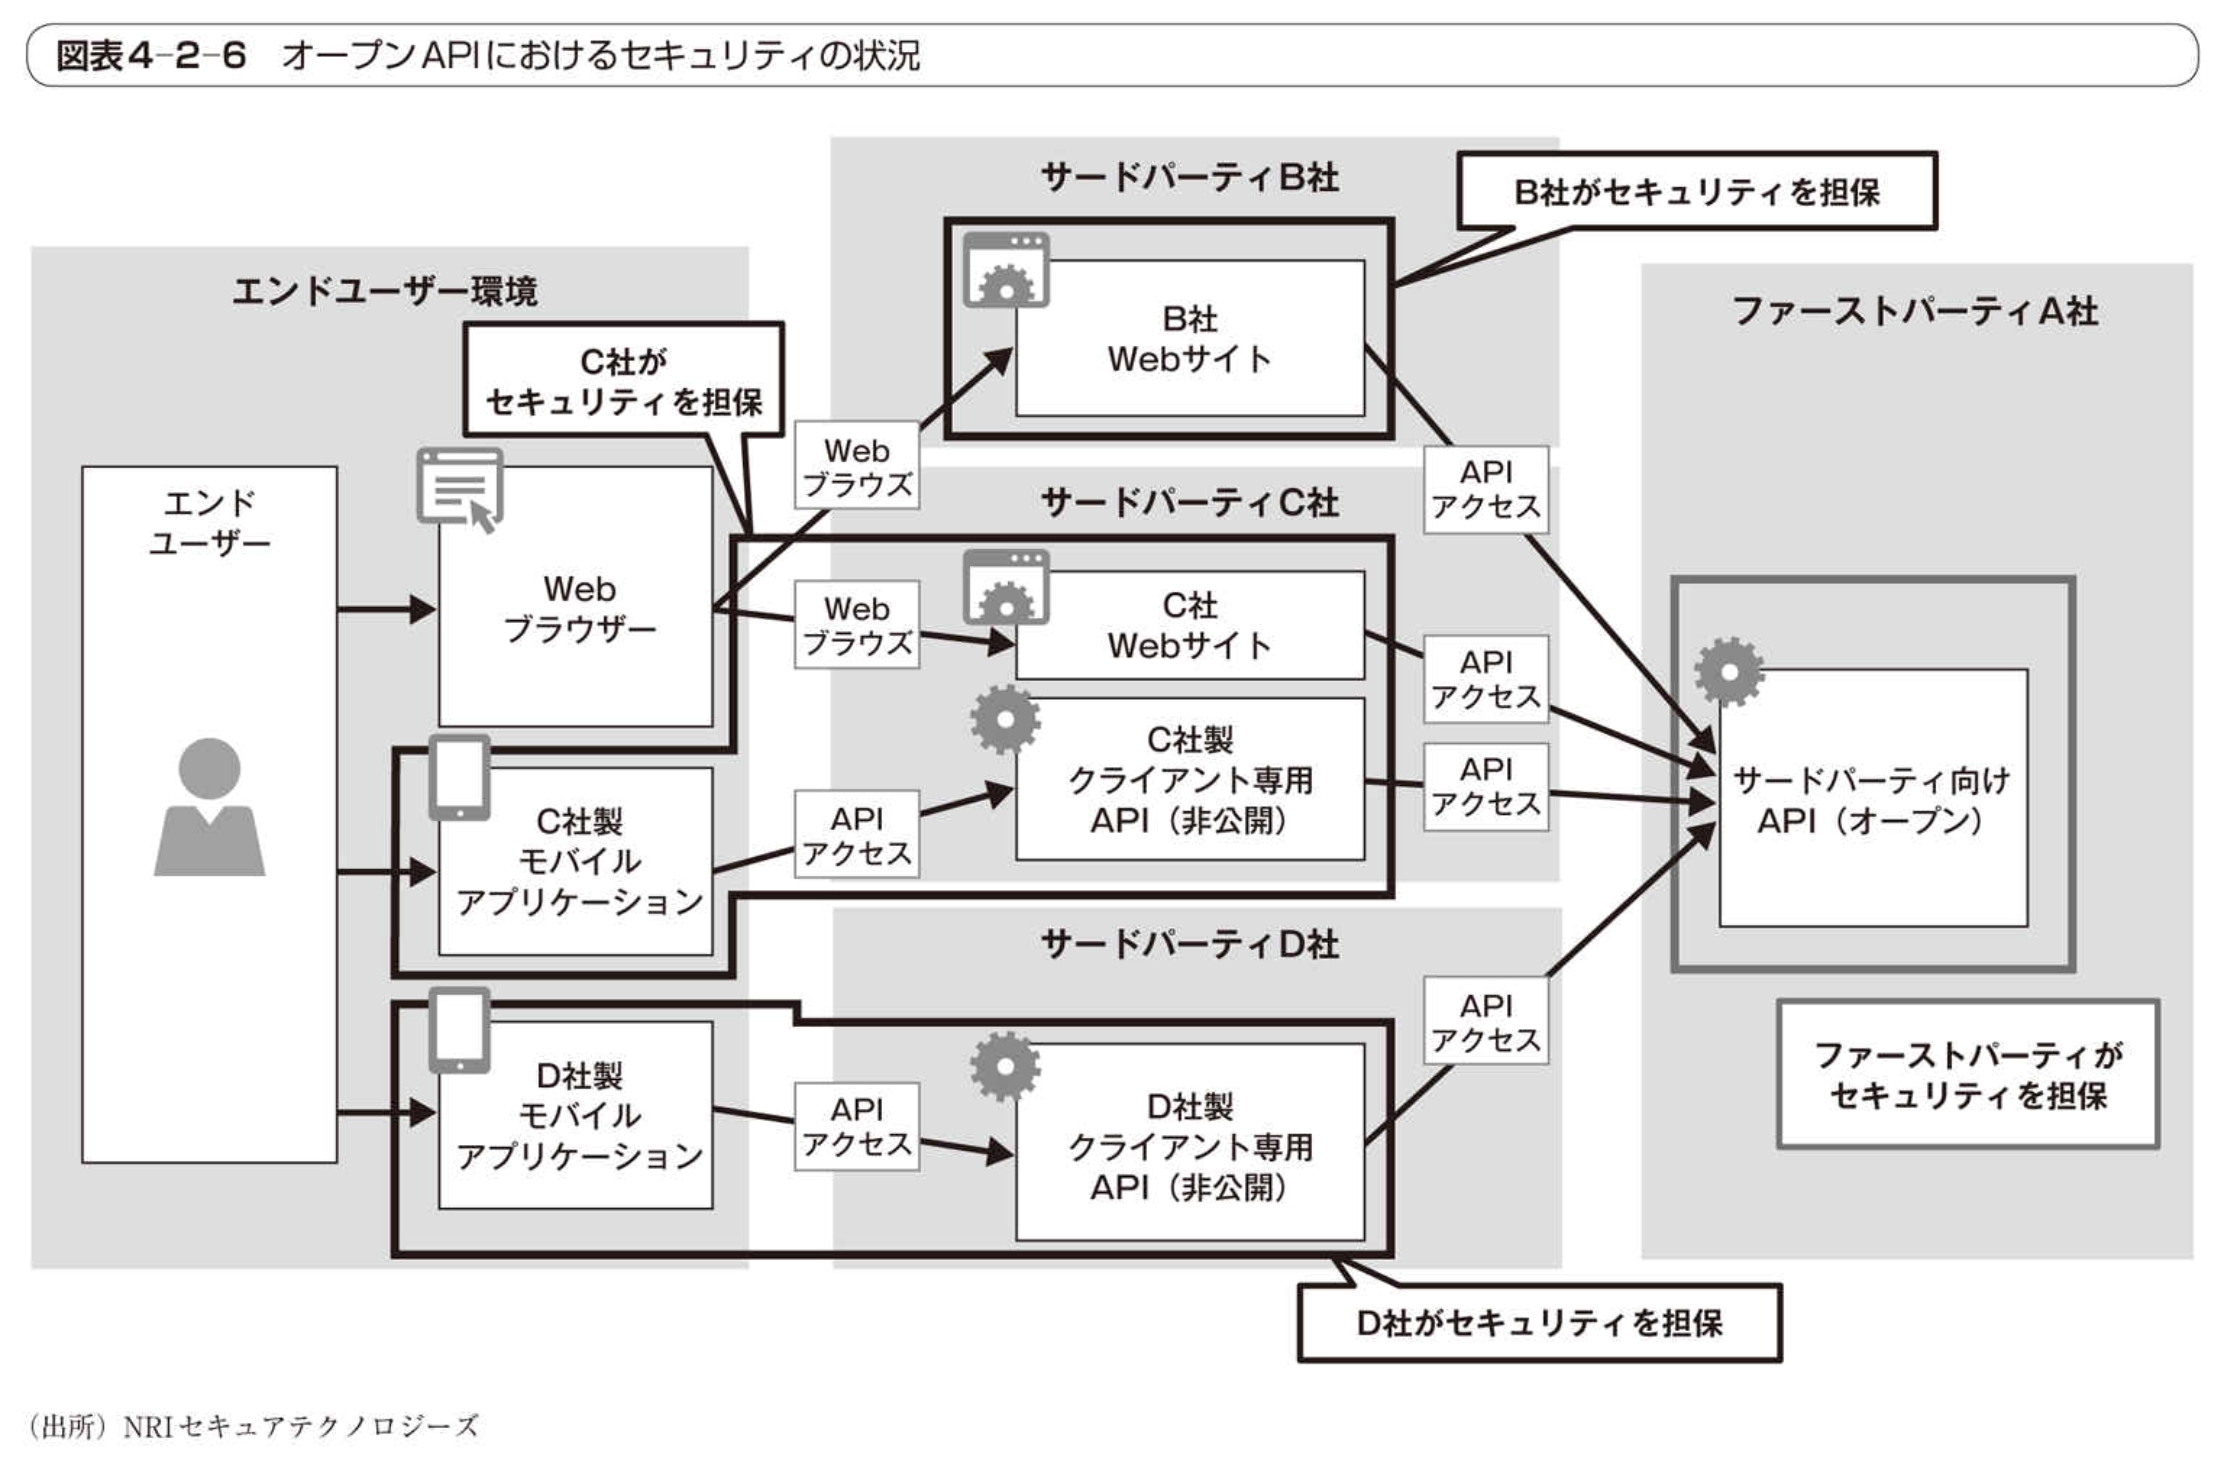 図表4-2-6 オープンAPIにおけるセキュリティの状況
サードパーティB社
B社がセキュリティを担保
エンドユーザー環境
ファーストパーティA社
B社
Webサイト
C社が
セキュリティを担保
Web
ブラウズ
API
アクセス
サードパーティC社
エンド
ユーザー
Web
ブラウザー
Web
ブラウズ
C社
Webサイト
API
アクセス
C社製
クライアント専用
API（非公開）
API
アクセス
サードパーティ向け
API（オープン）
C社製
モバイル
アプリケーション
API
アクセス
サードパーティD社
API
アクセス
ファーストパーティが
セキュリティを担保
D社製
モバイル
アプリケーション
API
アクセス
D社製
クライアント専用
API（非公開）
D社がセキュリティを担保
（出所）NRIセキュアテクノロジーズ